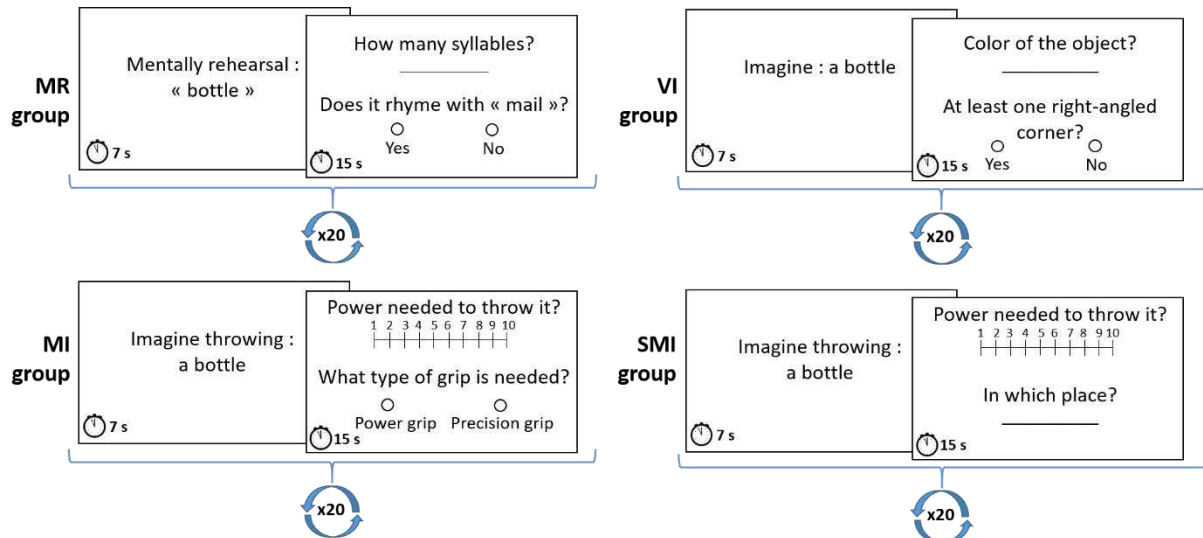 MR
group
Mentally rehearsal :
« bottle »
7 s
How many syllables?
Does it rhyme with « mail »?
Yes No
15 s
x20
VI
group
Imagine : a bottle
7 s
Color of the object?
At least one right-angled
corner?
Yes No
15 s
x20
MI
group
Imagine throwing :
a bottle
7 s
Power needed to throw it?
1 2 3 4 5 6 7 8 9 10
What type of grip is needed?
Power grip Precision grip
15 s
x20
SMI
group
Imagine throwing :
a bottle
7 s
Power needed to throw it?
1 2 3 4 5 6 7 8 9 10
In which place?
15 s
x20